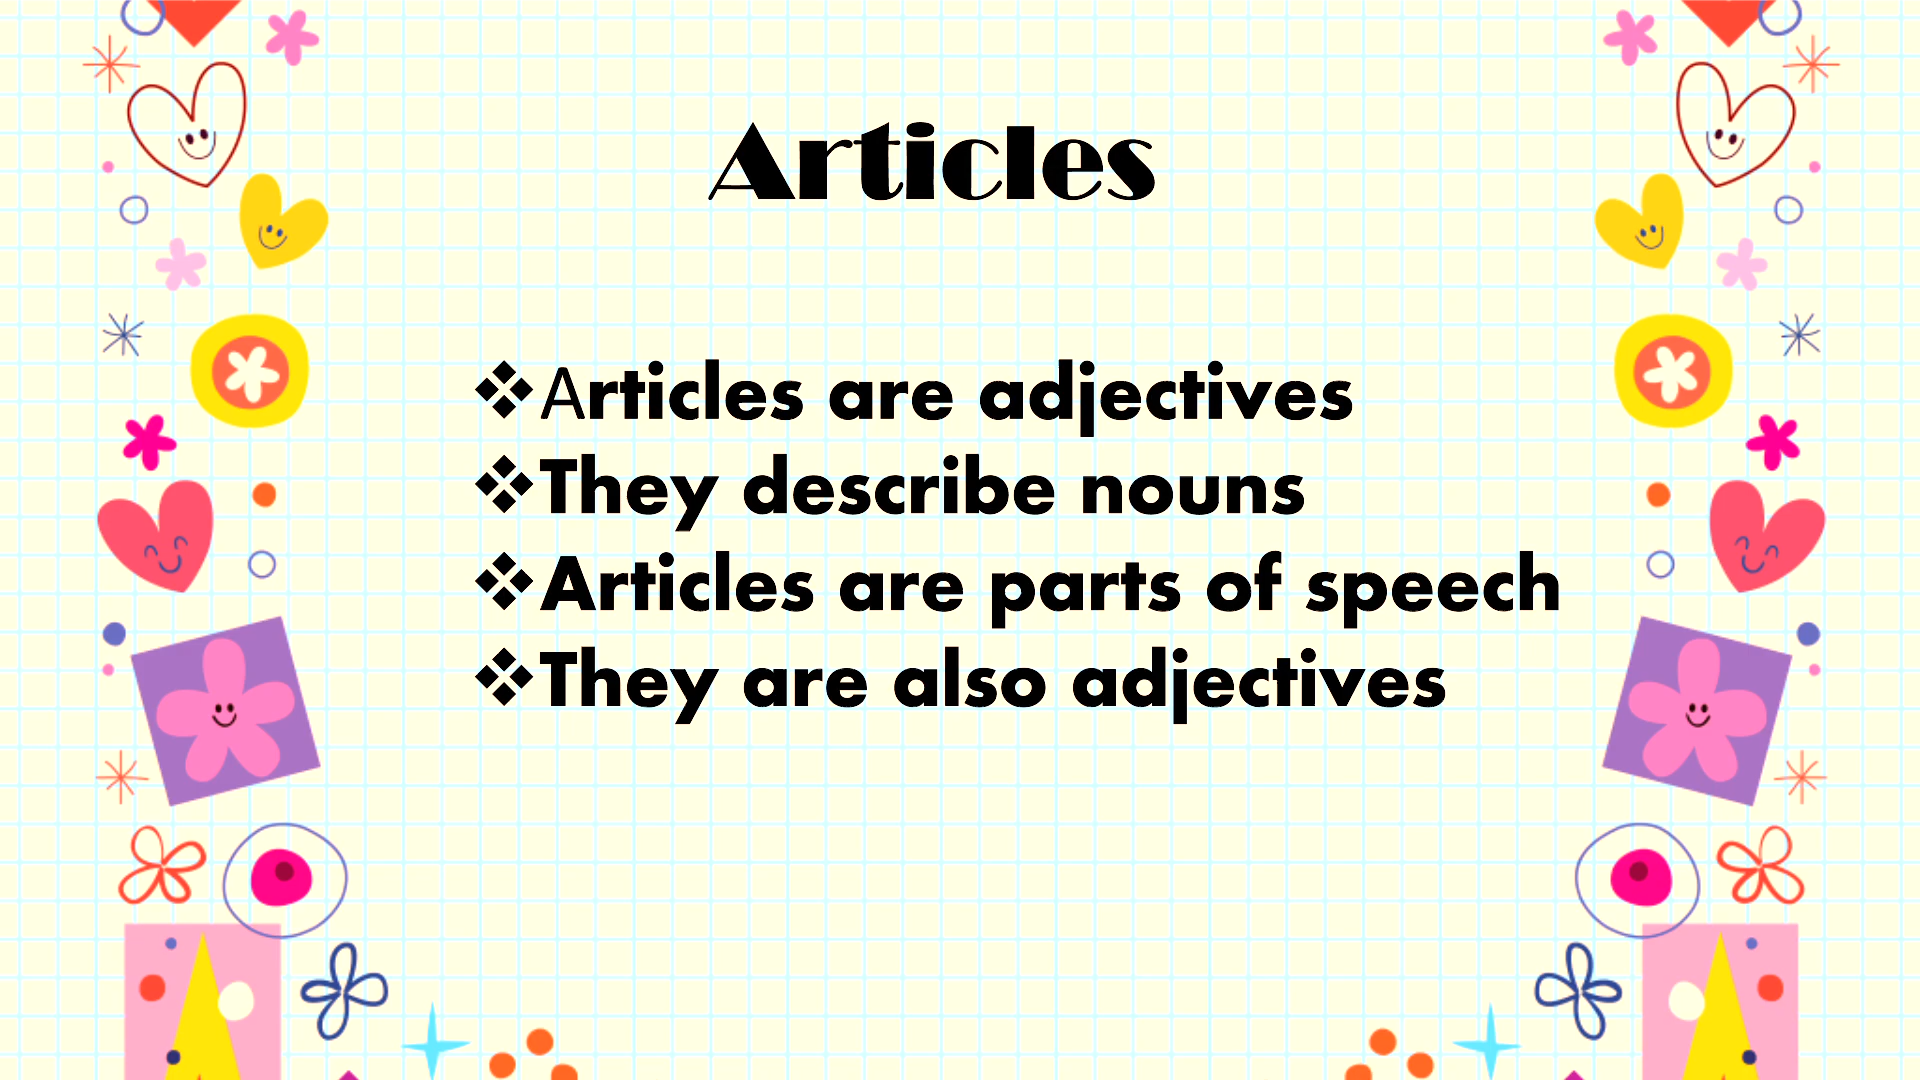 Articles
❖Articles are adjectives
❖They describe nouns
❖Articles are parts of speech
❖They are also adjectives